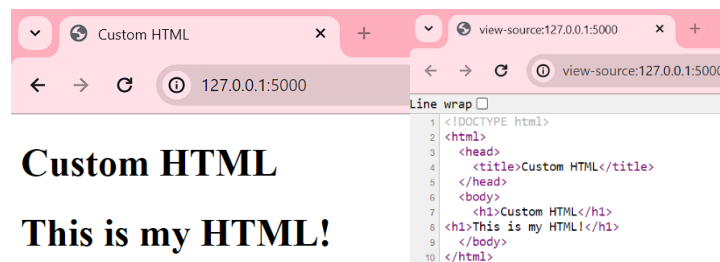 Custom HTML
127.0.0.1:5000
Custom HTML
This is my HTML!
view-source:127.0.0.1:5000
view-source:127.0.0.1:5000
Line wrap
1 <!DOCTYPE html>
2 <html>
3 <head>
4 <title>Custom HTML</title>
5 </head>
6 <body>
7 <h1>Custom HTML</h1>
8 <h1>This is my HTML!</h1>
9 </body>
10 </html>